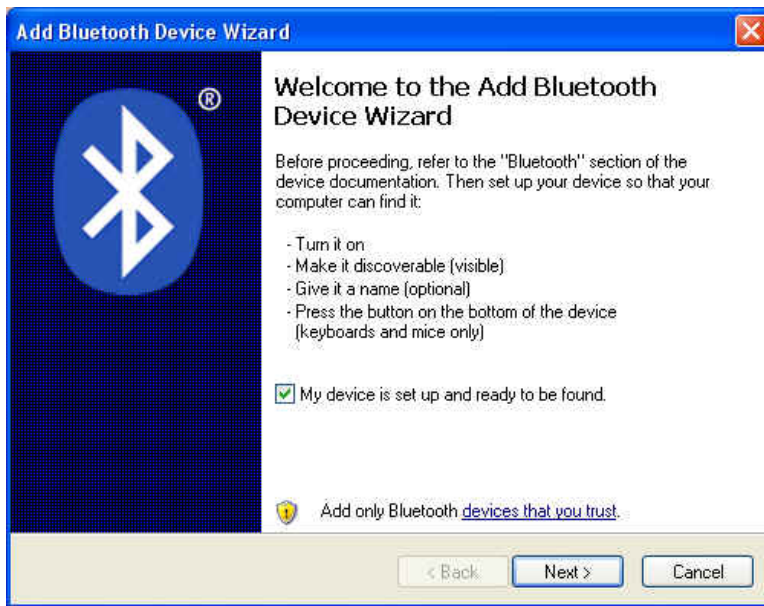 Add Bluetooth Device Wizard
®
Welcome to the Add Bluetooth
Device Wizard
Before proceeding, refer to the "Bluetooth" section of the
device documentation. Then set up your device so that your
computer can find it:
- Turn it on
- Make it discoverable (visible)
- Give it a name (optional)
- Press the button on the bottom of the device
(keyboards and mice only)
My device is set up and ready to be found.
Add only Bluetooth devices that you trust.
< Back
Next >
Cancel